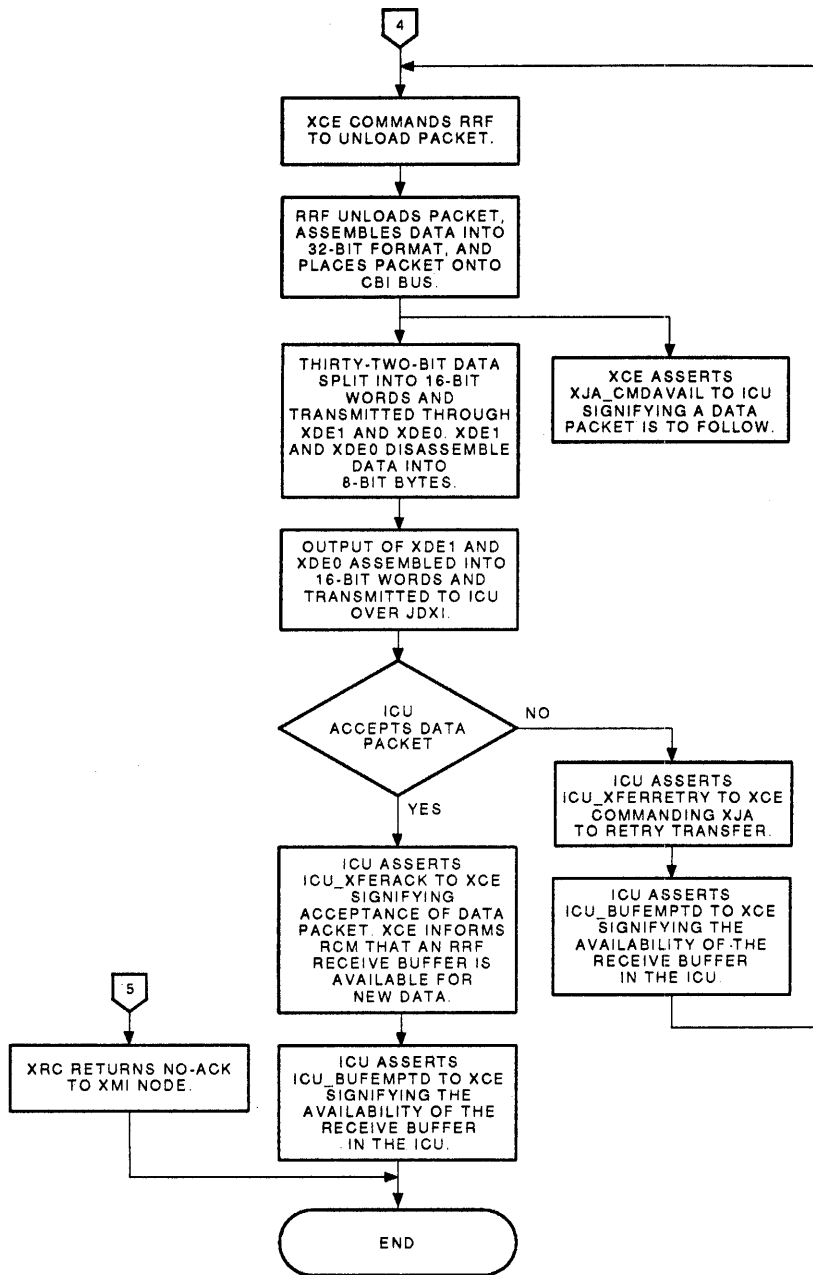 4
XCE COMMANDS RRF
TO UNLOAD PACKET.
RRF UNLOADS PACKET,
ASSEMBLES DATA INTO
32-BIT FORMAT, AND
PLACES PACKET ONTO
CBI BUS.
THIRTY-TWO-BIT DATA
SPLIT INTO 16-BIT
WORDS AND
TRANSMITTED THROUGH
XDE1 AND XDE0. XDE1
AND XDE0 DISASSEMBLE
DATA INTO
8-BIT BYTES.
XCE ASSERTS
XJA_CMDAVAIL TO ICU
SIGNIFYING A DATA
PACKET IS TO FOLLOW.
OUTPUT OF XDE1 AND
XDE0 ASSEMBLED INTO
16-BIT WORDS AND
TRANSMITTED TO ICU
OVER JDXI.
ICU
ACCEPTS DATA
PACKET
NO
YES
ICU ASSERTS
ICU_XFERRETRY TO XCE
COMMANDING XJA
TO RETRY TRANSFER.
ICU ASSERTS
ICU_XFERACK TO XCE
SIGNIFYING
ACCEPTANCE OF DATA
PACKET. XCE INFORMS
RCM THAT AN RRF
RECEIVE BUFFER IS
AVAILABLE FOR
NEW DATA.
ICU ASSERTS
ICU_BUFEMPTD TO XCE
SIGNIFYING THE
AVAILABILITY OF THE
RECEIVE BUFFER
IN THE ICU.
5
XRC RETURNS NO-ACK
TO XMI NODE.
ICU ASSERTS
ICU_BUFEMPTD TO XCE
SIGNIFYING THE
AVAILABILITY OF THE
RECEIVE BUFFER
IN THE ICU.
END